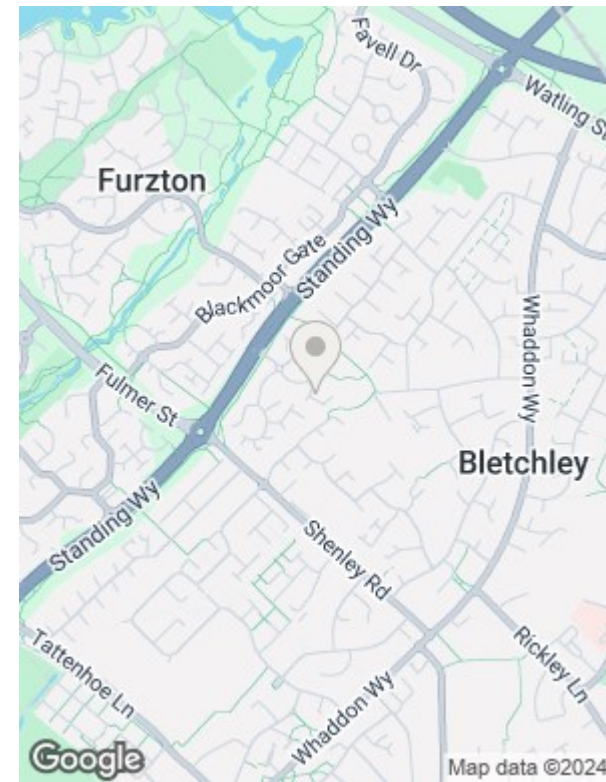 Favell Dr
Watling St
Furzton
Standing Wy
Blackmoor Gate
Whaddon Wy
Fulmer St
Bletchley
Standing Wy
Shenley Rd
Rickley Ln
Tattenhoe Ln
Whaddon Wy
Google
Map data ©2024